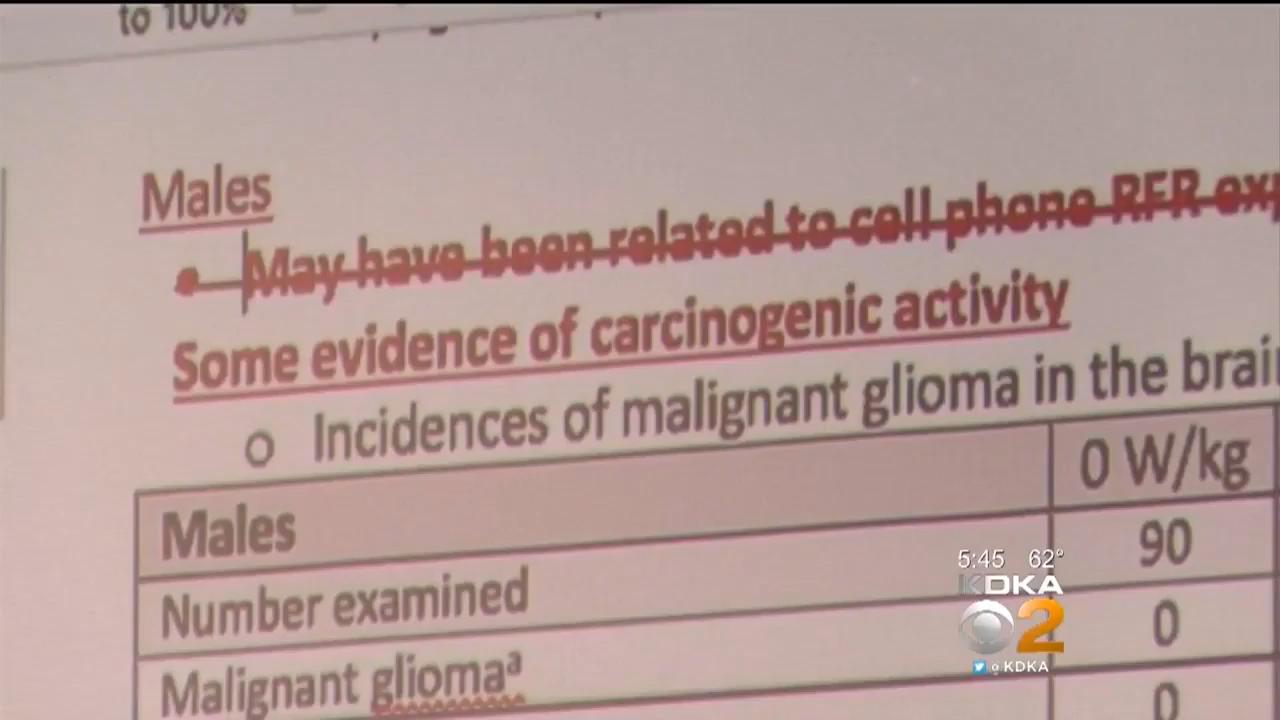 to 100%
Males
• May have been related to cell phone RFR exp
Some evidence of carcinogenic activity
o Incidences of malignant glioma in the brai
Males 0 W/kg
Number examined 90
Malignant gliomaª 0
0
5:45 62°
KDKA
2
@KDKA